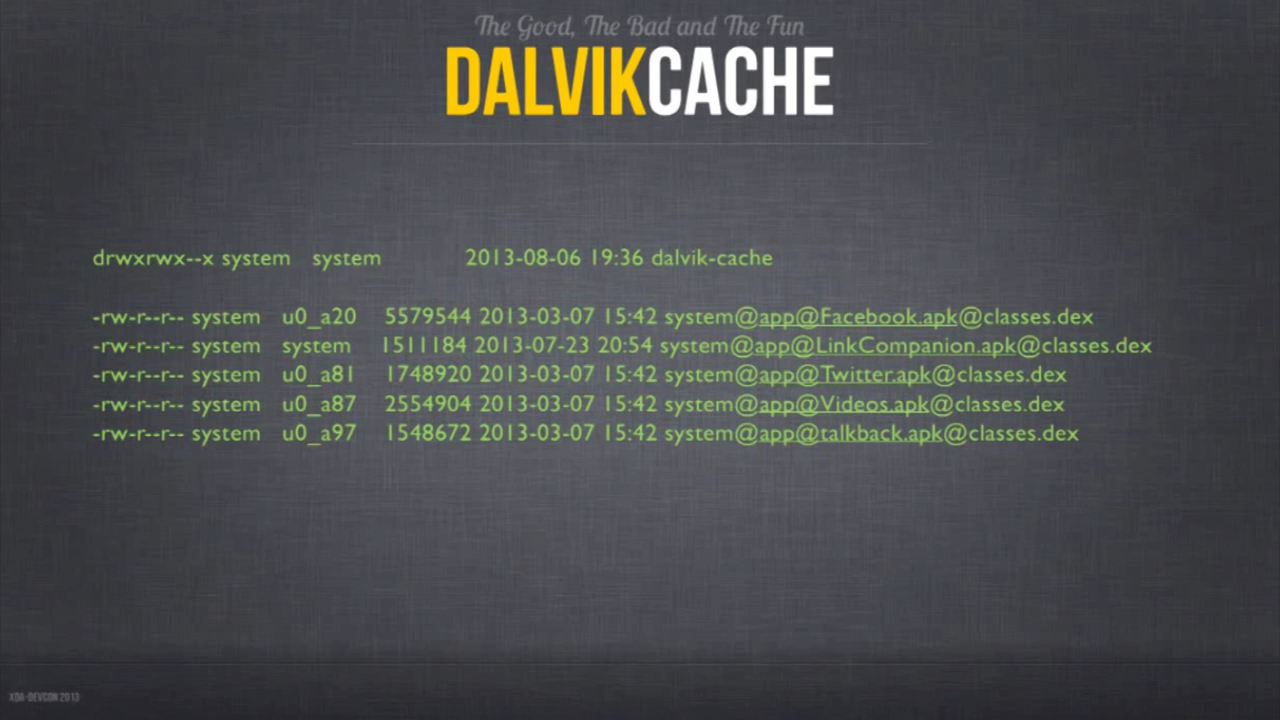 The Good, The Bad and The Fun
DALVIKCACHE
drwxrwx--x system system 2013-08-06 19:36 dalvik-cache
-rw-r--r-- system u0_a20 5579544 2013-03-07 15:42 system@app@Facebook.apk@classes.dex
-rw-r--r-- system system 1511184 2013-07-23 20:54 system@app@LinkCompanion.apk@classes.dex
-rw-r--r-- system u0_a81 1748920 2013-03-07 15:42 system@app@Twitter.apk@classes.dex
-rw-r--r-- system u0_a87 2554904 2013-03-07 15:42 system@app@Videos.apk@classes.dex
-rw-r--r-- system u0_a97 1548672 2013-03-07 15:42 system@app@talkback.apk@classes.dex
XDA-DEVCON 2013